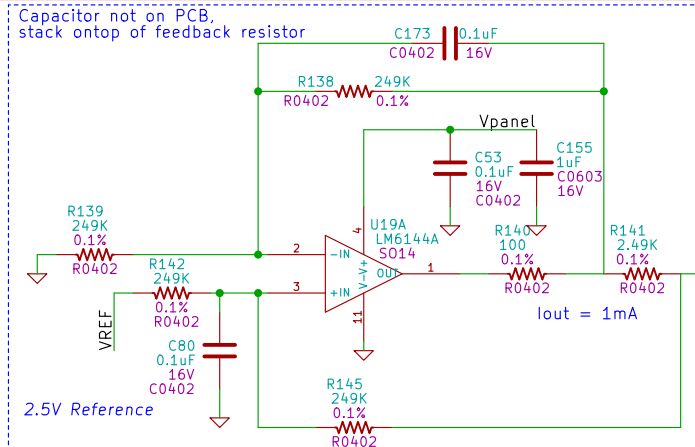 Capacitor not on PCB,
stack ontop of feedback resistor
C173 0.1uF
C0402 16V
R138 249K
R0402 0.1%
Vpanel
C53
0.1uF
16V
C0402
C155
1uF
C0603
16V
4
U19A
LM6144A
SO14
R139
249K
0.1%
R0402
2
-IN
V+
OUT
1
R140
100
0.1%
R0402
R141
2.49K
0.1%
R0402
R142
249K
0.1%
R0402
3
+IN
V-
11
Iout = 1mA
VREF
C80
0.1uF
16V
C0402
R145
249K
0.1%
R0402
2.5V Reference